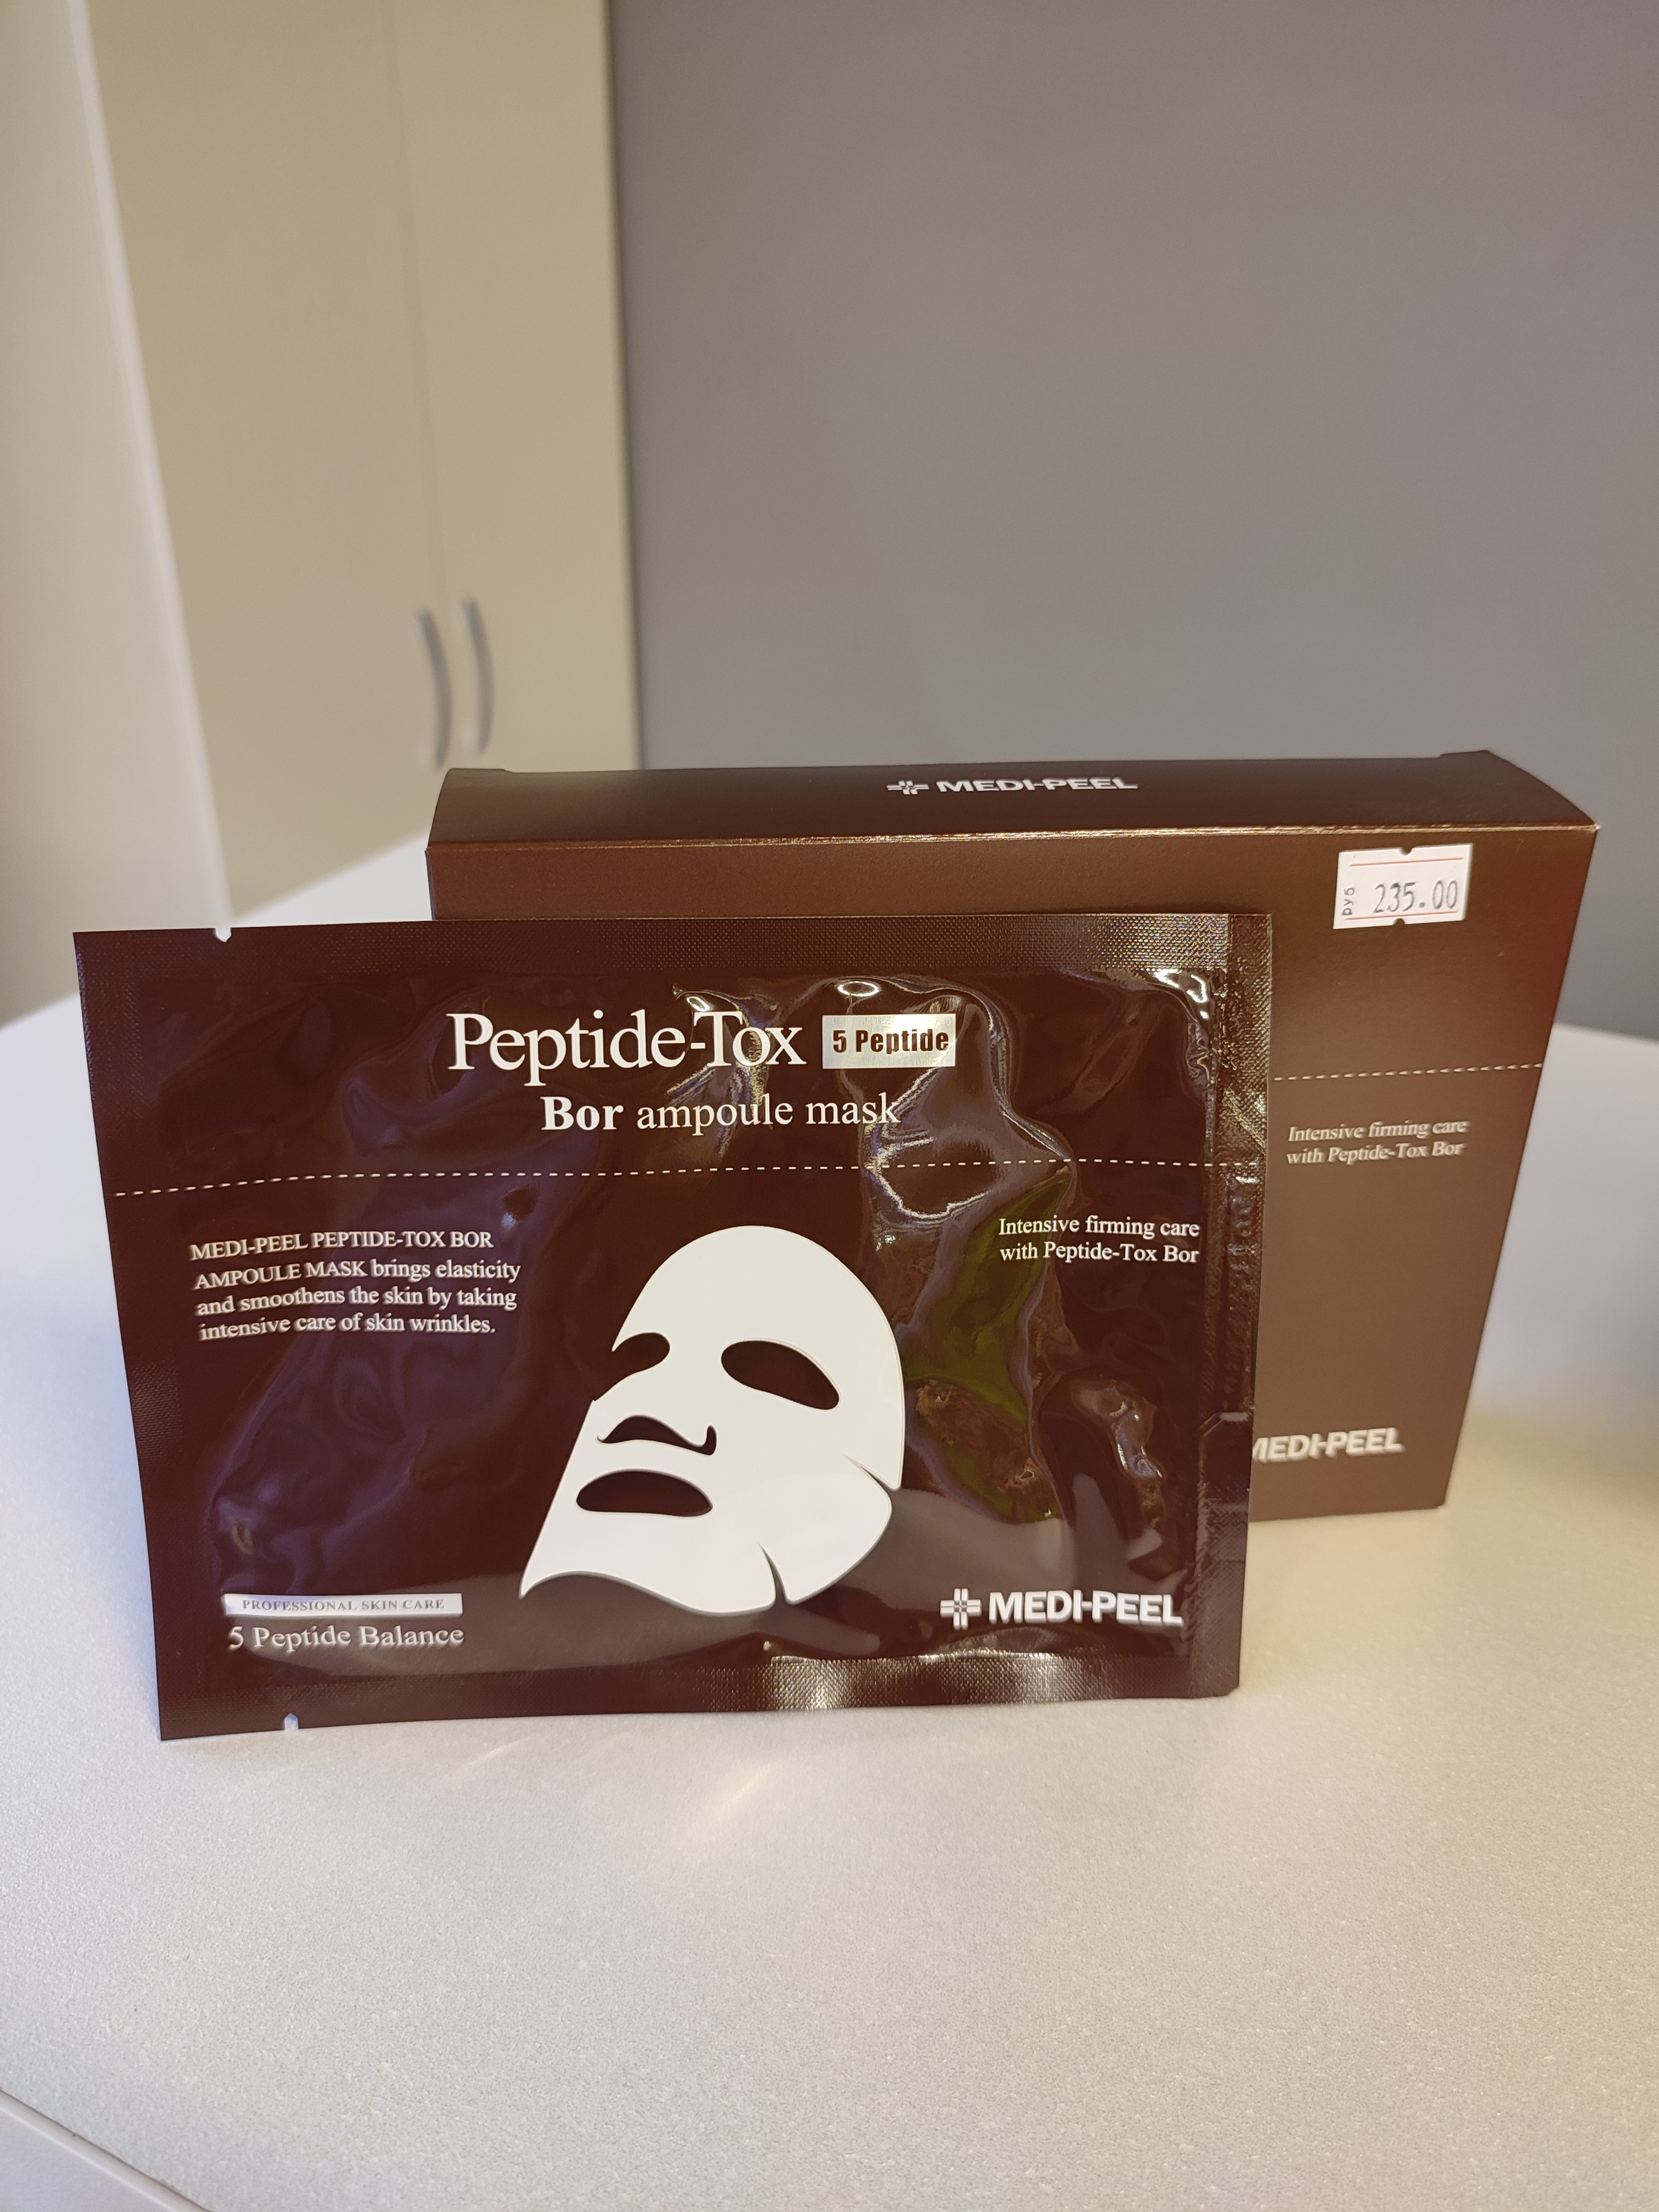 MEDI-PEEL
руб 235.00
Peptide-Tox 5 Peptide
Bor ampoule mask
MEDI-PEEL PEPTIDE-TOX BOR
AMPOULE MASK brings elasticity
and smoothens the skin by taking
intensive care of skin wrinkles.
Intensive firming care
with Peptide-Tox Bor
Intensive firming care
with Peptide-Tox Bor
MEDI-PEEL
PROFESSIONAL SKIN CARE
5 Peptide Balance
MEDI-PEEL